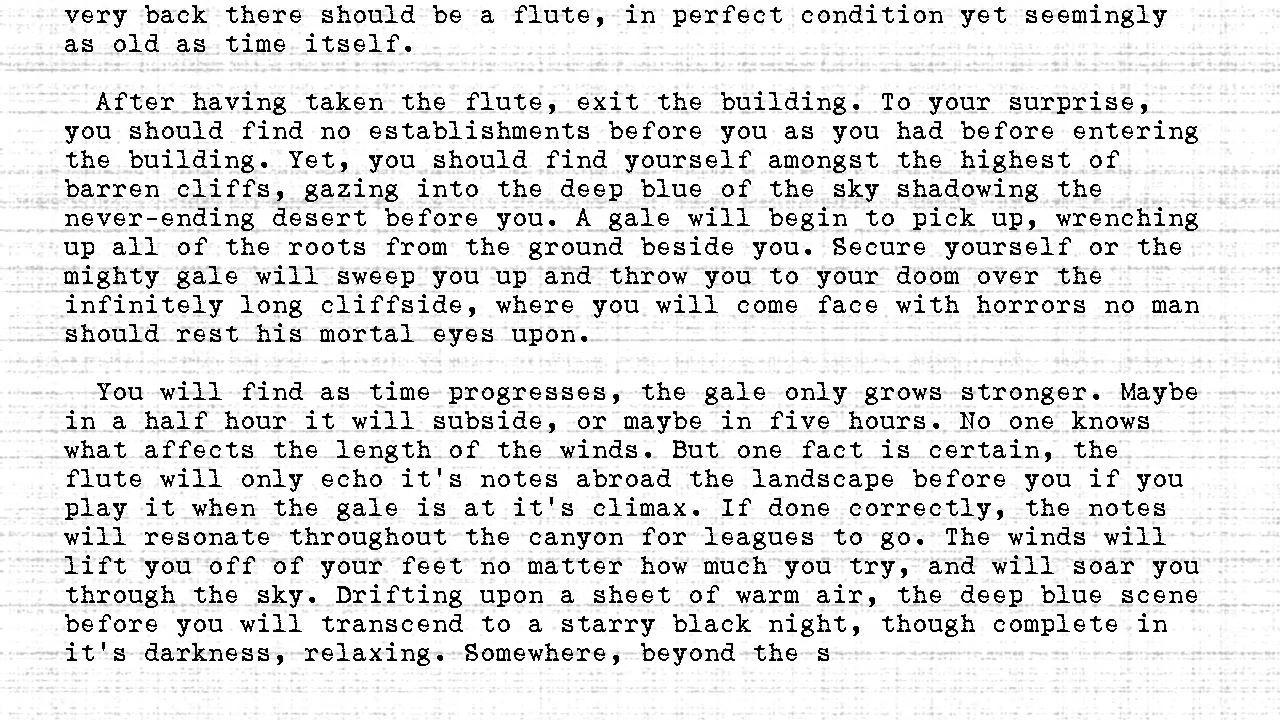 very back there should be a flute, in perfect condition yet seemingly
as old as time itself.
After having taken the flute, exit the building. To your surprise,
you should find no establishments before you as you had before entering
the building. Yet, you should find yourself amongst the highest of
barren cliffs, gazing into the deep blue of the sky shadowing the
never-ending desert before you. A gale will begin to pick up, wrenching
up all of the roots from the ground beside you. Secure yourself or the
mighty gale will sweep you up and throw you to your doom over the
infinitely long cliffside, where you will come face with horrors no man
should rest his mortal eyes upon.
You will find as time progresses, the gale only grows stronger. Maybe
in a half hour it will subside, or maybe in five hours. No one knows
what affects the length of the winds. But one fact is certain, the
flute will only echo it's notes abroad the landscape before you if you
play it when the gale is at it's climax. If done correctly, the notes
will resonate throughout the canyon for leagues to go. The winds will
lift you off of your feet no matter how much you try, and will soar you
through the sky. Drifting upon a sheet of warm air, the deep blue scene
before you will transcend to a starry black night, though complete in
it's darkness, relaxing. Somewhere, beyond the s